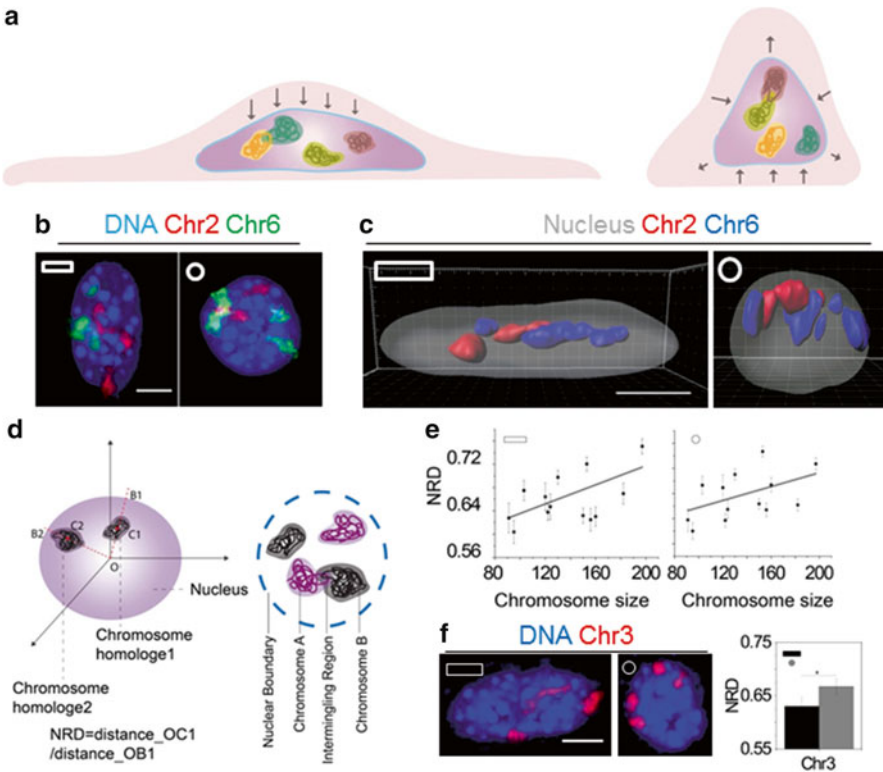 a
b
DNA Chr2 Chr6
c
Nucleus Chr2 Chr6
d
B1
B2
C2
C1
O
Nucleus
Chromosome
homologe1
Chromosome
homologe2
NRD=distance_OC1
/distance_OB1
Nuclear Boundary
Chromosome A
Intermingling Region
Chromosome B
e
NRD
0.72
0.64
0.56
80 120 160 200
80 120 160 200
Chromosome size
Chromosome size
f
DNA Chr3
NRD
0.75
0.65
0.55
*
Chr3